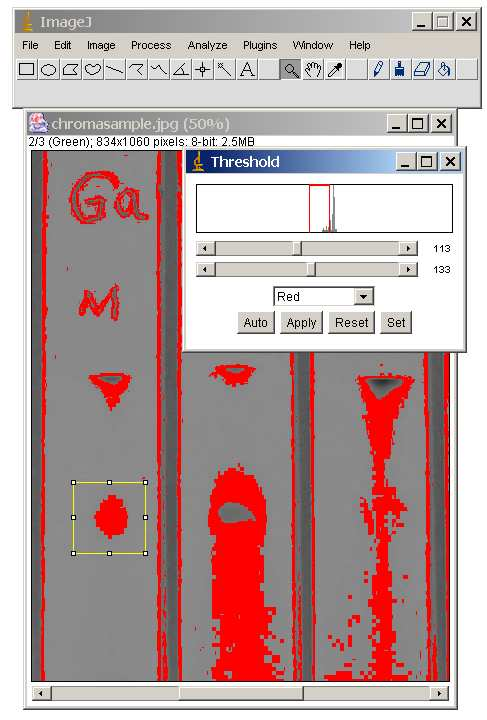 ImageJ
File Edit Image Process Analyze Plugins Window Help
A
chromasample.jpg (50%)
2/3 (Green); 834x1060 pixels: 8-bit: 2.5MB
Threshold
113
133
Red
Auto Apply Reset Set
Ga
M